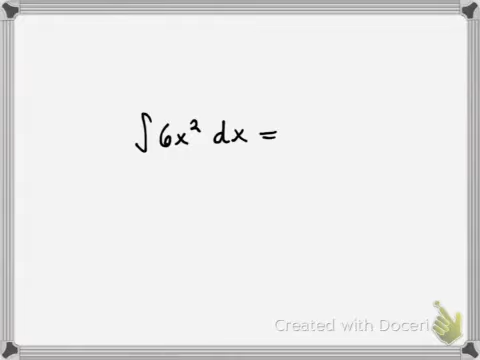 ∫ 6x² dx =
Created with Doceri